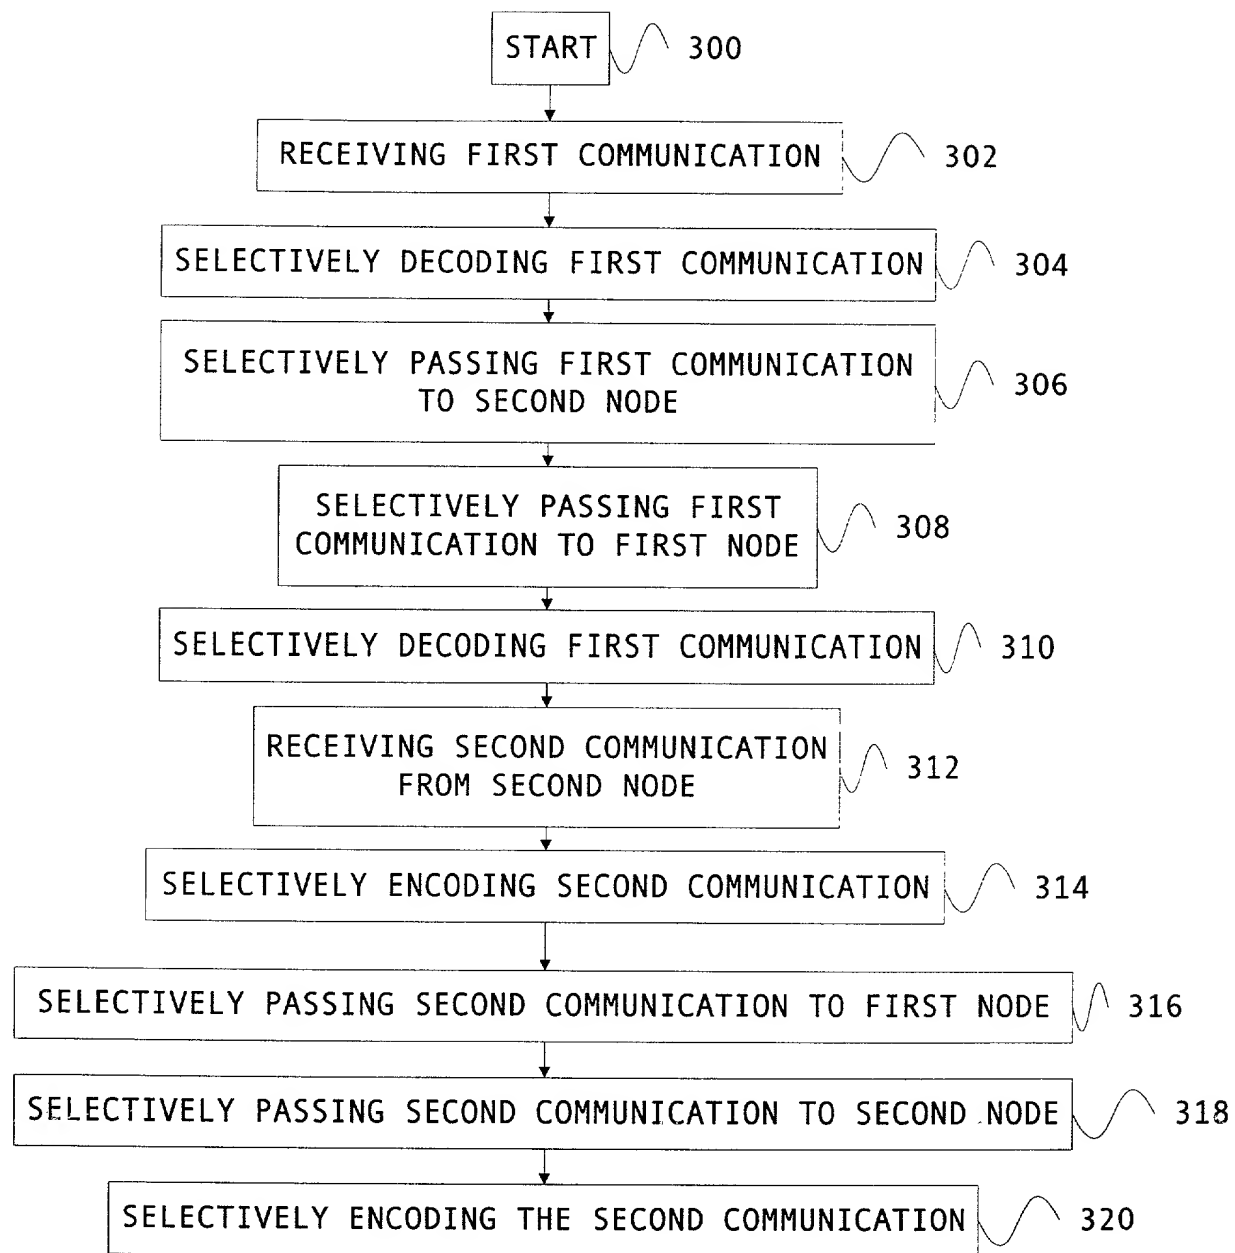 START
300
RECEIVING FIRST COMMUNICATION
302
SELECTIVELY DECODING FIRST COMMUNICATION
304
SELECTIVELY PASSING FIRST COMMUNICATION
TO SECOND NODE
306
SELECTIVELY PASSING FIRST
COMMUNICATION TO FIRST NODE
308
SELECTIVELY DECODING FIRST COMMUNICATION
310
RECEIVING SECOND COMMUNICATION
FROM SECOND NODE
312
SELECTIVELY ENCODING SECOND COMMUNICATION
314
SELECTIVELY PASSING SECOND COMMUNICATION TO FIRST NODE
316
SELECTIVELY PASSING SECOND COMMUNICATION TO SECOND NODE
318
SELECTIVELY ENCODING THE SECOND COMMUNICATION
320